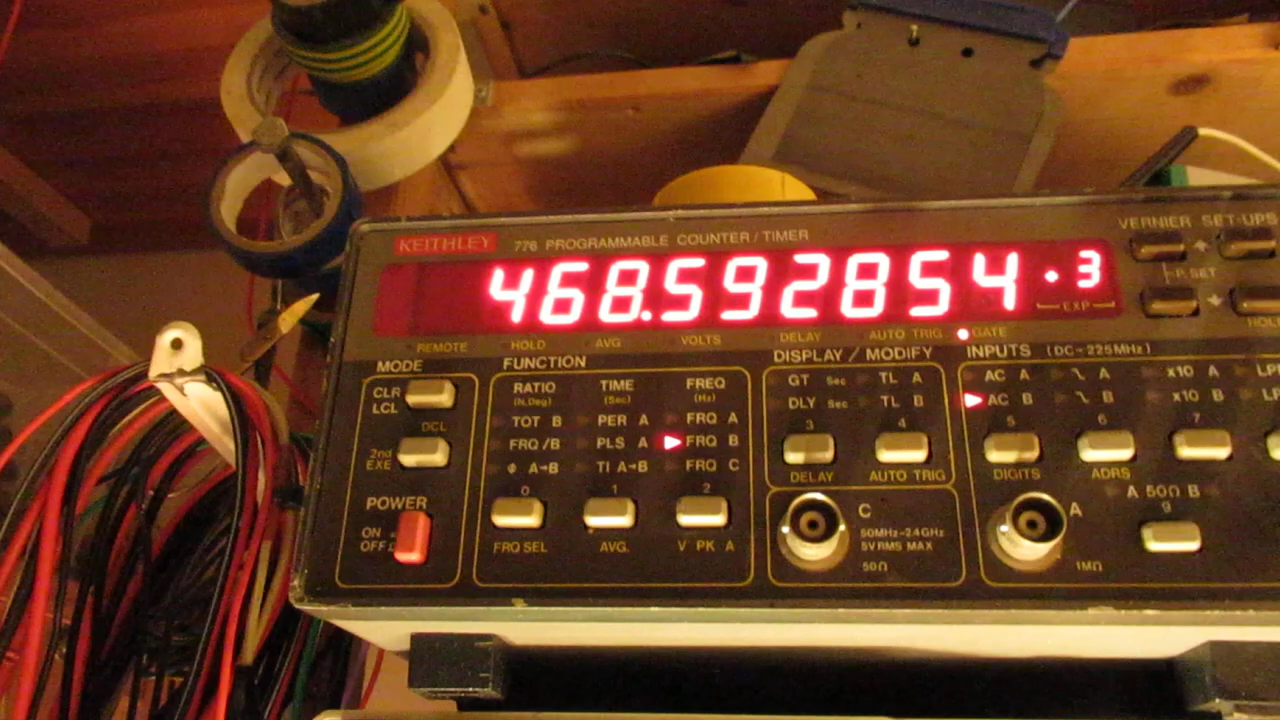 VERNIER SET-UPS
KEITHLEY 776 PROGRAMMABLE COUNTER / TIMER
468.592854 .3
P.SET
EXP
REMOTE HOLD AVG VOLTS DELAY AUTO TRIG GATE
MODE
CLR
LCL
DCL
2nd
EXE
POWER
ON
OFF
FUNCTION
RATIO TIME FREQ
(N,Deg) (Sec) (Hz)
TOT B PER A FRQ A
FRQ/B PLS A FRQ B
Φ A→B TI A→B FRQ C
0 1 2
FRQ SEL AVG. V PK A
DISPLAY / MODIFY
GT Sec TL A
DLY Sec TL B
3 4
DELAY AUTO TRIG
C
50MHz-2.4GHz
5V RMS MAX
50Ω
INPUTS (DC-225MHz)
AC A A x10 A
AC B B x10 B
5 6 7
DIGITS ADRS
A 50Ω B
A 9
1MΩ